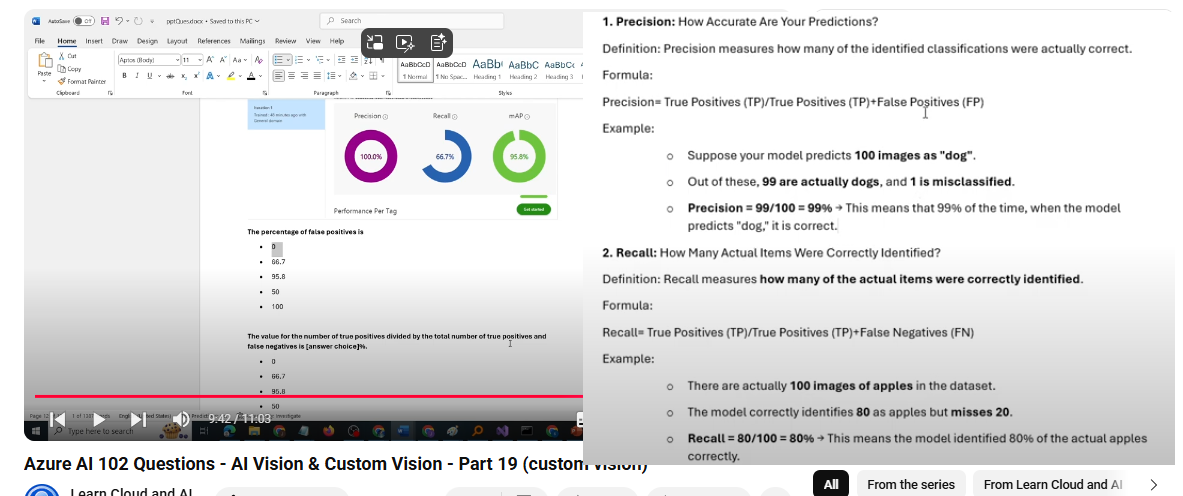 AutoSave Off pptQues.docx • Saved to this PC Search
File Home Insert Draw Design Layout References Mailings Review View Help
Paste Cut Copy Format Painter
Aptos (Body) 11
AaBbCcD AaBbCcD AaBb( AaBbC AaBbCcC
¶ Normal ¶ No Spac... Heading 1 Heading 2 Heading 3
Clipboard Font Paragraph Styles
Iteration 1
General domain
Precision Recall mAP
100.0% 66.7% 95.8%
Performance Per Tag Get started
The percentage of false positives is
• 0
• 66.7
• 95.8
• 50
• 100
The value for the number of true positives divided by the total number of true positives and
false negatives is [answer choice]%.
• 0
• 66.7
• 95.8
• 50
9:42 / 11:03
Type here to search
1. Precision: How Accurate Are Your Predictions?
Definition: Precision measures how many of the identified classifications were actually correct.
Formula:
Precision= True Positives (TP)/True Positives (TP)+False Positives (FP)
Example:
o Suppose your model predicts 100 images as "dog".
o Out of these, 99 are actually dogs, and 1 is misclassified.
o Precision = 99/100 = 99% → This means that 99% of the time, when the model
predicts "dog," it is correct.
2. Recall: How Many Actual Items Were Correctly Identified?
Definition: Recall measures how many of the actual items were correctly identified.
Formula:
Recall= True Positives (TP)/True Positives (TP)+False Negatives (FN)
Example:
o There are actually 100 images of apples in the dataset.
o The model correctly identifies 80 as apples but misses 20.
o Recall = 80/100 = 80% → This means the model identified 80% of the actual apples
correctly.
Azure AI 102 Questions - AI Vision & Custom Vision - Part 19 (custom vision)
Learn Cloud and AI
All From the series From Learn Cloud and AI